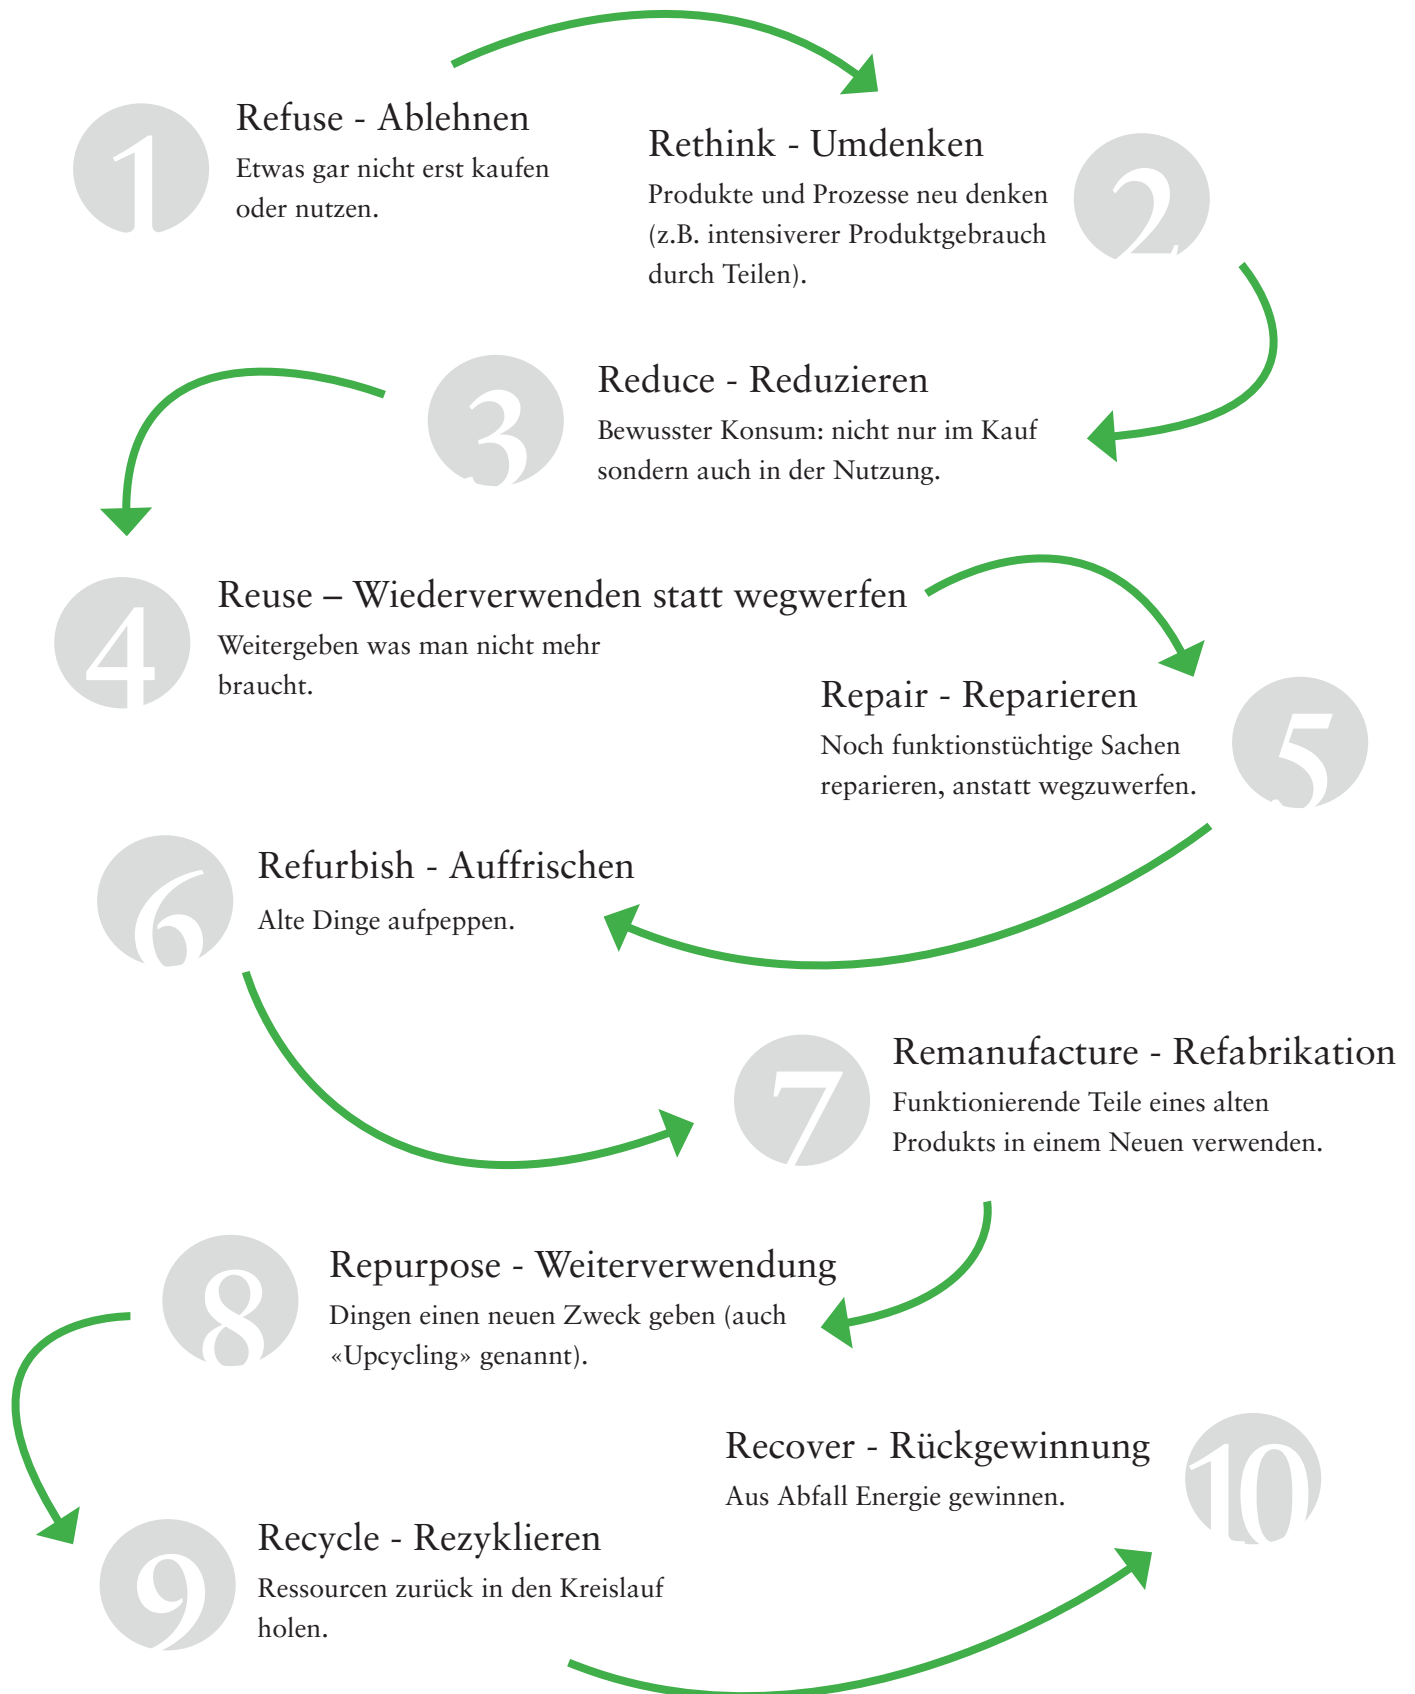 1
Refuse - Ablehnen
Etwas gar nicht erst kaufen
oder nutzen.
2
Rethink - Umdenken
Produkte und Prozesse neu denken
(z.B. intensiverer Produktgebrauch
durch Teilen).
3
Reduce - Reduzieren
Bewusster Konsum: nicht nur im Kauf
sondern auch in der Nutzung.
4
Reuse – Wiederverwenden statt wegwerfen
Weitergeben was man nicht mehr
braucht.
5
Repair - Reparieren
Noch funktionstüchtige Sachen
reparieren, anstatt wegzuwerfen.
6
Refurbish - Auffrischen
Alte Dinge aufpeppen.
7
Remanufacture - Refabrikation
Funktionierende Teile eines alten
Produkts in einem Neuen verwenden.
8
Repurpose - Weiterverwendung
Dingen einen neuen Zweck geben (auch
«Upcycling» genannt).
9
Recycle - Rezyklieren
Ressourcen zurück in den Kreislauf
holen.
10
Recover - Rückgewinnung
Aus Abfall Energie gewinnen.